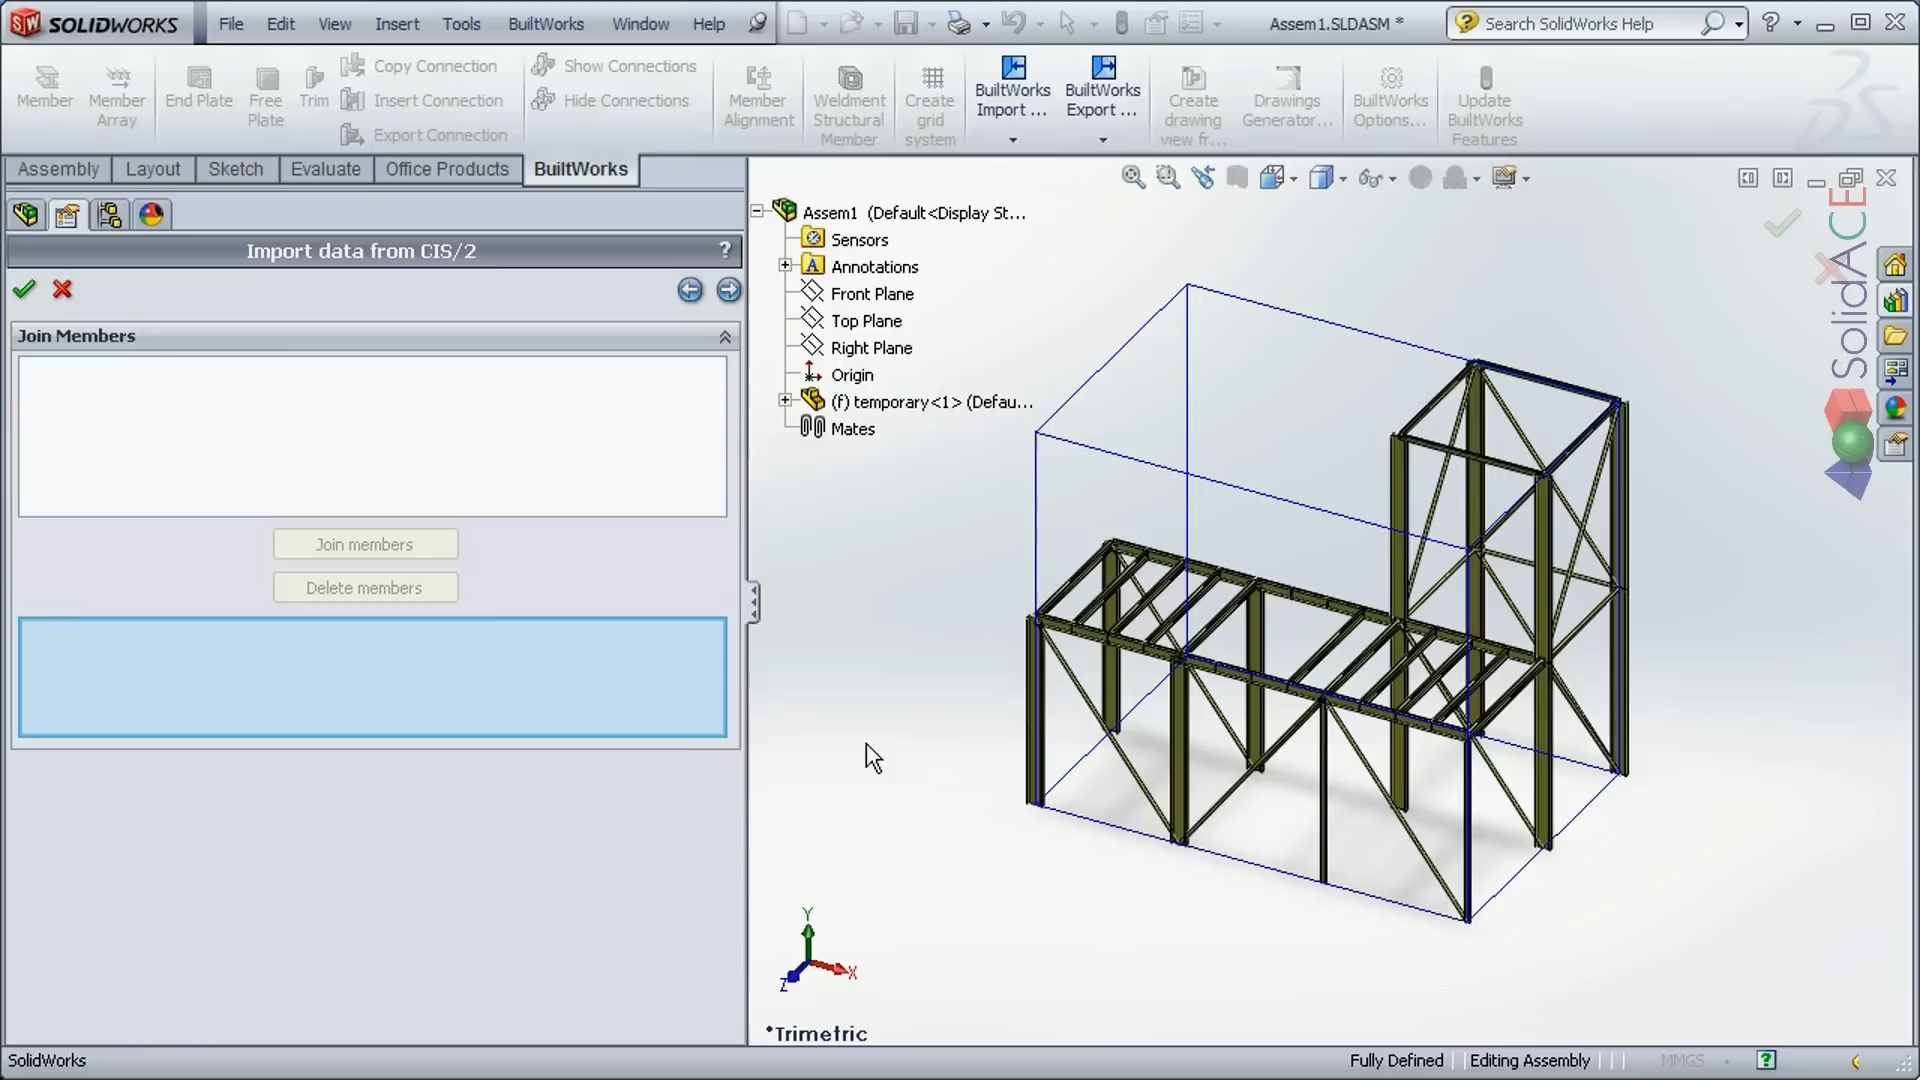 SOLIDWORKS
File Edit View Insert Tools BuiltWorks Window Help
Assem1.SLDASM *
Search SolidWorks Help
Member
Member Array
End Plate
Free Plate
Trim
Copy Connection
Insert Connection
Export Connection
Show Connections
Hide Connections
Member Alignment
Weldment Structural Member
Create grid system
BuiltWorks Import ...
BuiltWorks Export ...
Create drawing view fr...
Drawings Generator...
BuiltWorks Options...
Update BuiltWorks Features
Assembly Layout Sketch Evaluate Office Products BuiltWorks
Import data from CIS/2 ?
Join Members
Join members
Delete members
Assem1 (Default<Display St...
Sensors
Annotations
Front Plane
Top Plane
Right Plane
Origin
(f) temporary<1> (Defau...
Mates
SolidACE
Y
X
Z
*Trimetric
SolidWorks
Fully Defined
Editing Assembly
MMGS